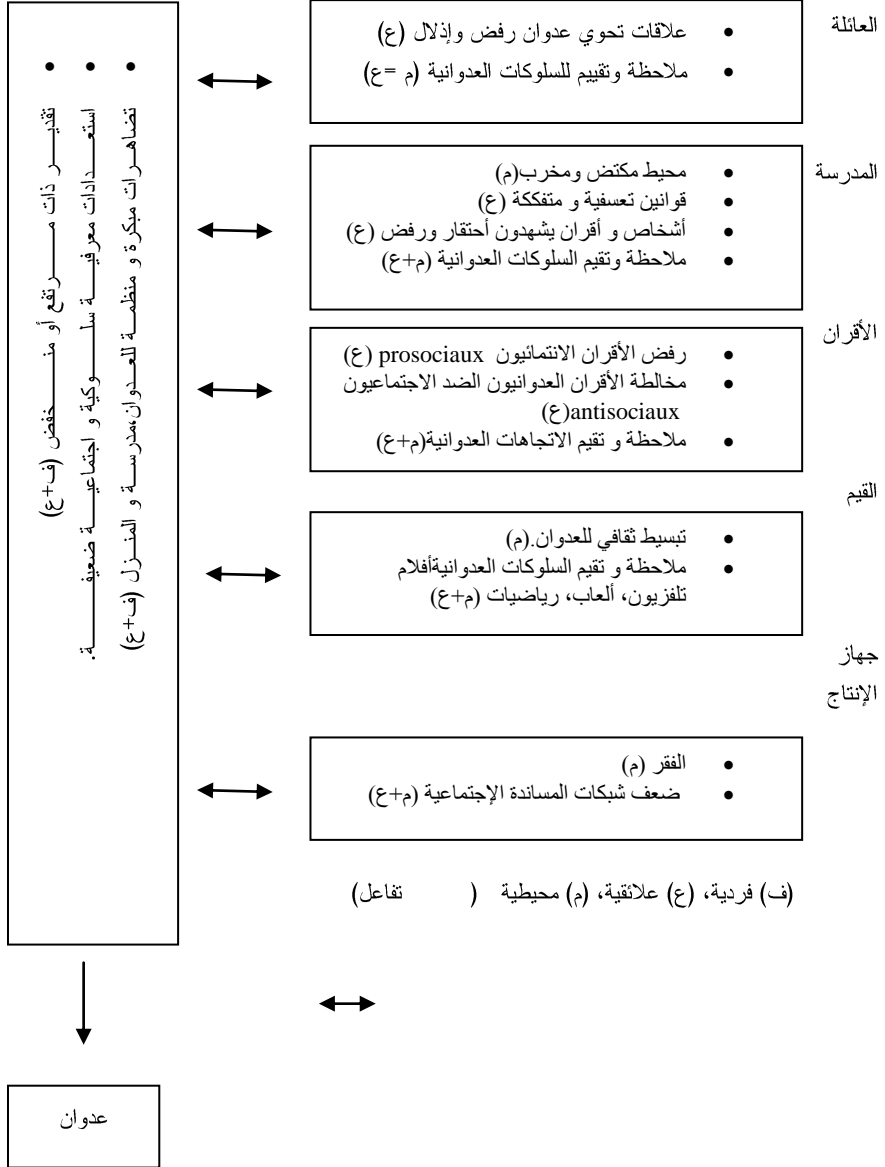 العائلة
• علاقات تحوي عدوان رفض وإذلال (ع)
• ملاحظة وتقييم للسلوكات العدوانية (م =ع)
المدرسة
• محيط مكتض ومخرب(م)
• قوانين تعسفية و متفككة (ع)
• أشخاص و أقران يشهدون أحتقار ورفض (ع)
• ملاحظة وتقيم السلوكات العدوانية (م+ع)
الأقران
• رفض الأقران الانتمائيون prosociaux (ع)
• مخالطة الأقران العدوانيون الضد الاجتماعيون
antisociaux(ع)
• ملاحظة و تقيم الاتجاهات العدوانية(م+ع)
القيم
• تبسيط ثقافي للعدوان.(م)
• ملاحظة و تقيم السلوكات العدوانيةأفلام
تلفزيون، ألعاب، رياضيات (م+ع)
جهاز
الإنتاج
• الفقر (م)
• ضعف شبكات المساندة الإجتماعية (م+ع)
(ف) فردية، (ع) علائقية، (م) محيطية ( تفاعل)
• تضاهرات مبكرة و منظمة للعدوان،مدرسة و المنزل (ف+ع)
• استعدادات معرفية سلوكية و اجتماعية ضعيفة.
• تقدير ذات مرتفع أو منخفض (ف+ع)
عدوان